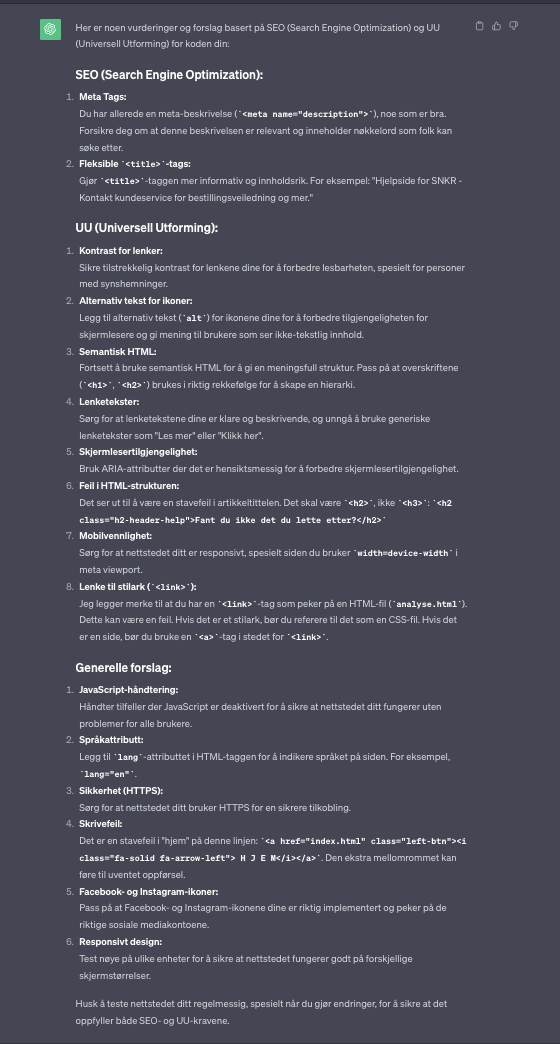 Her er noen vurderinger og forslag basert på SEO (Search Engine Optimization) og UU
(Universell Utforming) for koden din:
SEO (Search Engine Optimization):
1. Meta Tags:
Du har allerede en meta-beskrivelse (`<meta name="description">`), noe som er bra.
Forsikre deg om at denne beskrivelsen er relevant og inneholder nøkkelord som folk kan
søke etter.
2. Fleksible `<title>`-tags:
Gjør `<title>`-taggen mer informativ og innholdsrik. For eksempel: "Hjelpside for SNKR -
Kontakt kundeservice for bestillingsveiledning og mer."
UU (Universell Utforming):
1. Kontrast for lenker:
Sikre tilstrekkelig kontrast for lenkene dine for å forbedre lesbarheten, spesielt for personer
med synshemninger.
2. Alternativ tekst for ikoner:
Legg til alternativ tekst (`alt`) for ikonene dine for å forbedre tilgjengeligheten for
skjermlesere og gi mening til brukere som ser ikke-tekstlig innhold.
3. Semantisk HTML:
Fortsett å bruke semantisk HTML for å gi en meningsfull struktur. Pass på at overskriftene
(`<h1>`, `<h2>`) brukes i riktig rekkefølge for å skape en hierarki.
4. Lenketekster:
Sørg for at lenketekstene dine er klare og beskrivende, og unngå å bruke generiske
lenketekster som "Les mer" eller "Klikk her".
5. Skjermlesertilgjengelighet:
Bruk ARIA-attributter der det er hensiktsmessig for å forbedre skjermlesertilgjengelighet.
6. Feil i HTML-strukturen:
Det ser ut til å være en stavefeil i artikkeltittelen. Det skal være `<h2>`, ikke `<h3>`: `<h2
class="h2-header-help">Fant du ikke det du lette etter?</h2>`
7. Mobilvennlighet:
Sørg for at nettstedet ditt er responsivt, spesielt siden du bruker `width=device-width` i
meta viewport.
8. Lenke til stilark (`<link>`):
Jeg legger merke til at du har en `<link>`-tag som peker på en HTML-fil (`analyse.html`).
Dette kan være en feil. Hvis det er et stilark, bør du referere til det som en CSS-fil. Hvis det
er en side, bør du bruke en `<a>`-tag i stedet for `<link>`.
Generelle forslag:
1. JavaScript-håndtering:
Håndter tilfeller der JavaScript er deaktivert for å sikre at nettstedet ditt fungerer uten
problemer for alle brukere.
2. Språkattributt:
Legg til `lang`-attributtet i HTML-taggen for å indikere språket på siden. For eksempel,
`lang="en"`.
3. Sikkerhet (HTTPS):
Sørg for at nettstedet ditt bruker HTTPS for en sikrere tilkobling.
4. Skrivefeil:
Det er en stavefeil i "hjem" på denne linjen: `<a href="index.html" class="left-btn"><i
class="fa-solid fa-arrow-left"> H J E M</i></a>`. Den ekstra mellomrommet kan
føre til uventet oppførsel.
5. Facebook- og Instagram-ikoner:
Pass på at Facebook- og Instagram-ikonene dine er riktig implementert og peker på de
riktige sosiale mediakontoene.
6. Responsivt design:
Test nøye på ulike enheter for å sikre at nettstedet fungerer godt på forskjellige
skjermstørrelser.
Husk å teste nettstedet ditt regelmessig, spesielt når du gjør endringer, for å sikre at det
oppfyller både SEO- og UU-kravene.